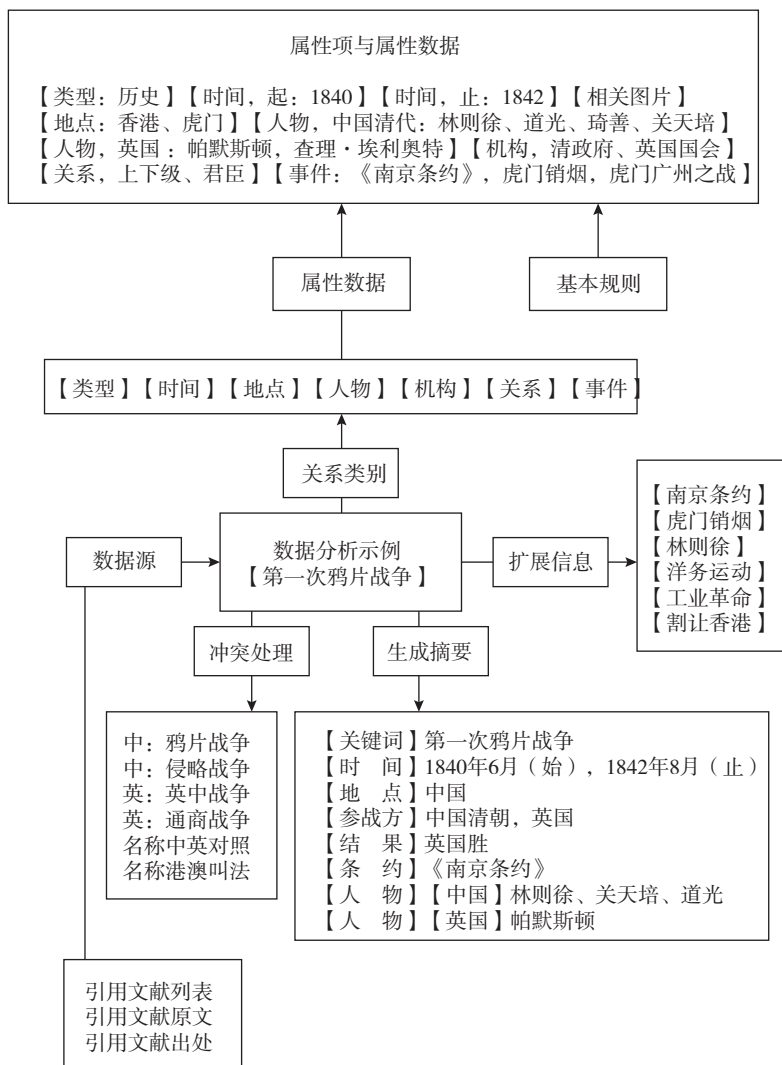 属性项与属性数据
【类型：历史】【时间，起：1840】【时间，止：1842】【相关图片】
【地点：香港、虎门】【人物，中国清代：林则徐、道光、琦善、关天培】
【人物，英国：帕默斯顿，查理·埃利奥特】【机构，清政府、英国国会】
【关系，上下级、君臣】【事件：《南京条约》，虎门销烟，虎门广州之战】
属性数据
基本规则
【类型】【时间】【地点】【人物】【机构】【关系】【事件】
关系类别
数据源
数据分析示例
【第一次鸦片战争】
扩展信息
【南京条约】
【虎门销烟】
【林则徐】
【洋务运动】
【工业革命】
【割让香港】
冲突处理
生成摘要
中：鸦片战争
中：侵略战争
英：英中战争
英：通商战争
名称中英对照
名称港澳叫法
【关键词】第一次鸦片战争
【时　间】1840年6月（始），1842年8月（止）
【地　点】中国
【参战方】中国清朝，英国
【结　果】英国胜
【条　约】《南京条约》
【人　物】【中国】林则徐、关天培、道光
【人　物】【英国】帕默斯顿
引用文献列表
引用文献原文
引用文献出处